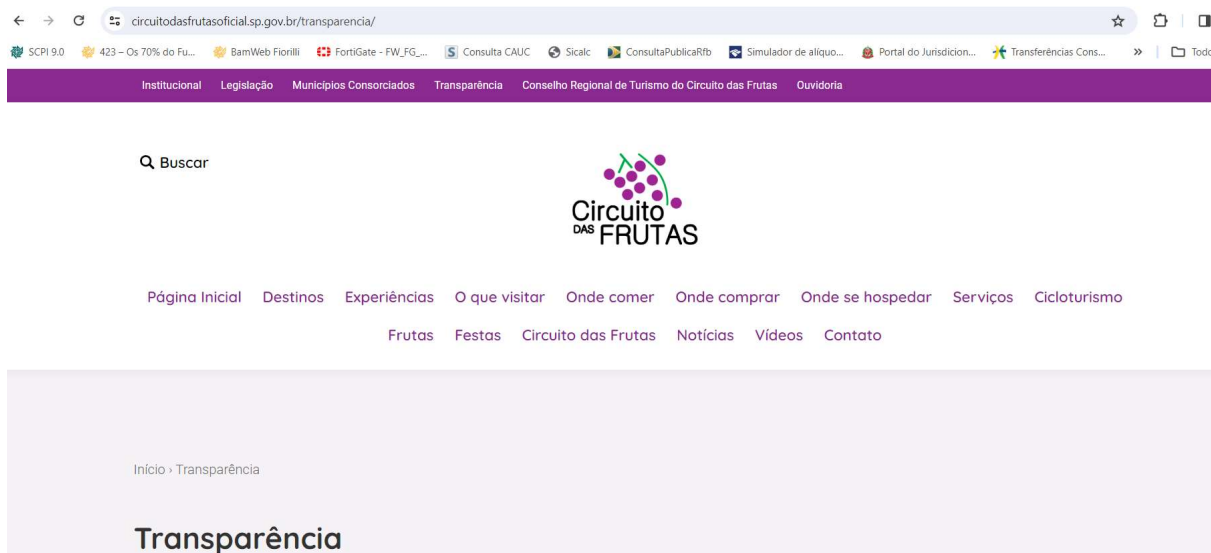 circuitodasfrutasoficial.sp.gov.br/transparencia/
SCPI 9.0 423 – Os 70% do Fu... BamWeb Fiorilli FortiGate - FW_FG_... Consulta CAUC Sicalc ConsultaPublicaRfb Simulador de alíquo... Portal do Jurisdicion... Transferências Cons... » Todo
Institucional Legislação Municípios Consorciados Transparência Conselho Regional de Turismo do Circuito das Frutas Ouvidoria
Buscar
Circuito
DAS FRUTAS
Página Inicial Destinos Experiências O que visitar Onde comer Onde comprar Onde se hospedar Serviços Cicloturismo
Frutas Festas Circuito das Frutas Notícias Vídeos Contato
Início › Transparência
Transparência